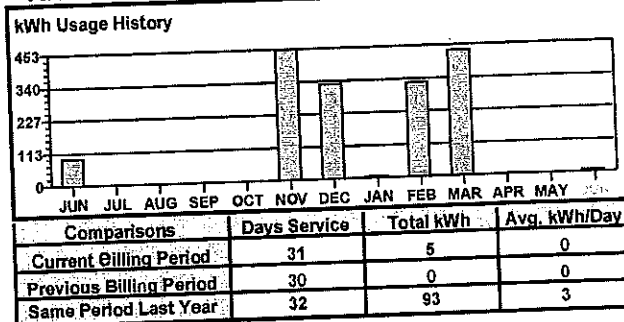 kWh Usage History
453
340
227
113
0
JUN JUL AUG SEP OCT NOV DEC JAN FEB MAR APR MAY JUN
Comparisons Days Service Total kWh Avg. kWh/Day
Current Billing Period 31 5 0
Previous Billing Period 30 0 0
Same Period Last Year 32 93 3